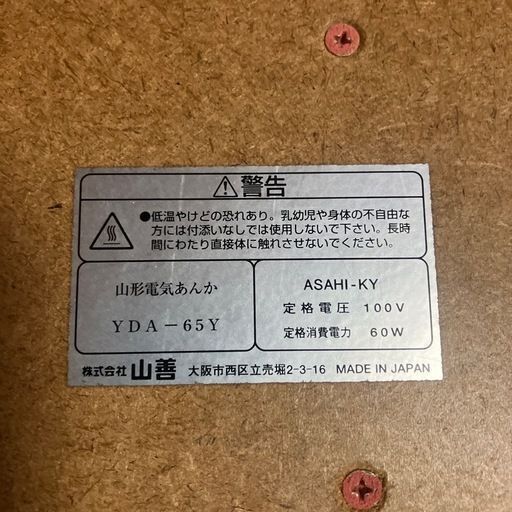 ⚠警告
●低温やけどの恐れあり。乳幼児や身体の不自由な
方には付添いなしでは使用しないで下さい。長時
間にわたり直接体に触れさせないでください。
山形電気あんか
YDA－65Y
ASAHI-KY
定格電圧 100V
定格消費電力 60W
株式会社 山善 大阪市西区立売堀2-3-16 MADE IN JAPAN